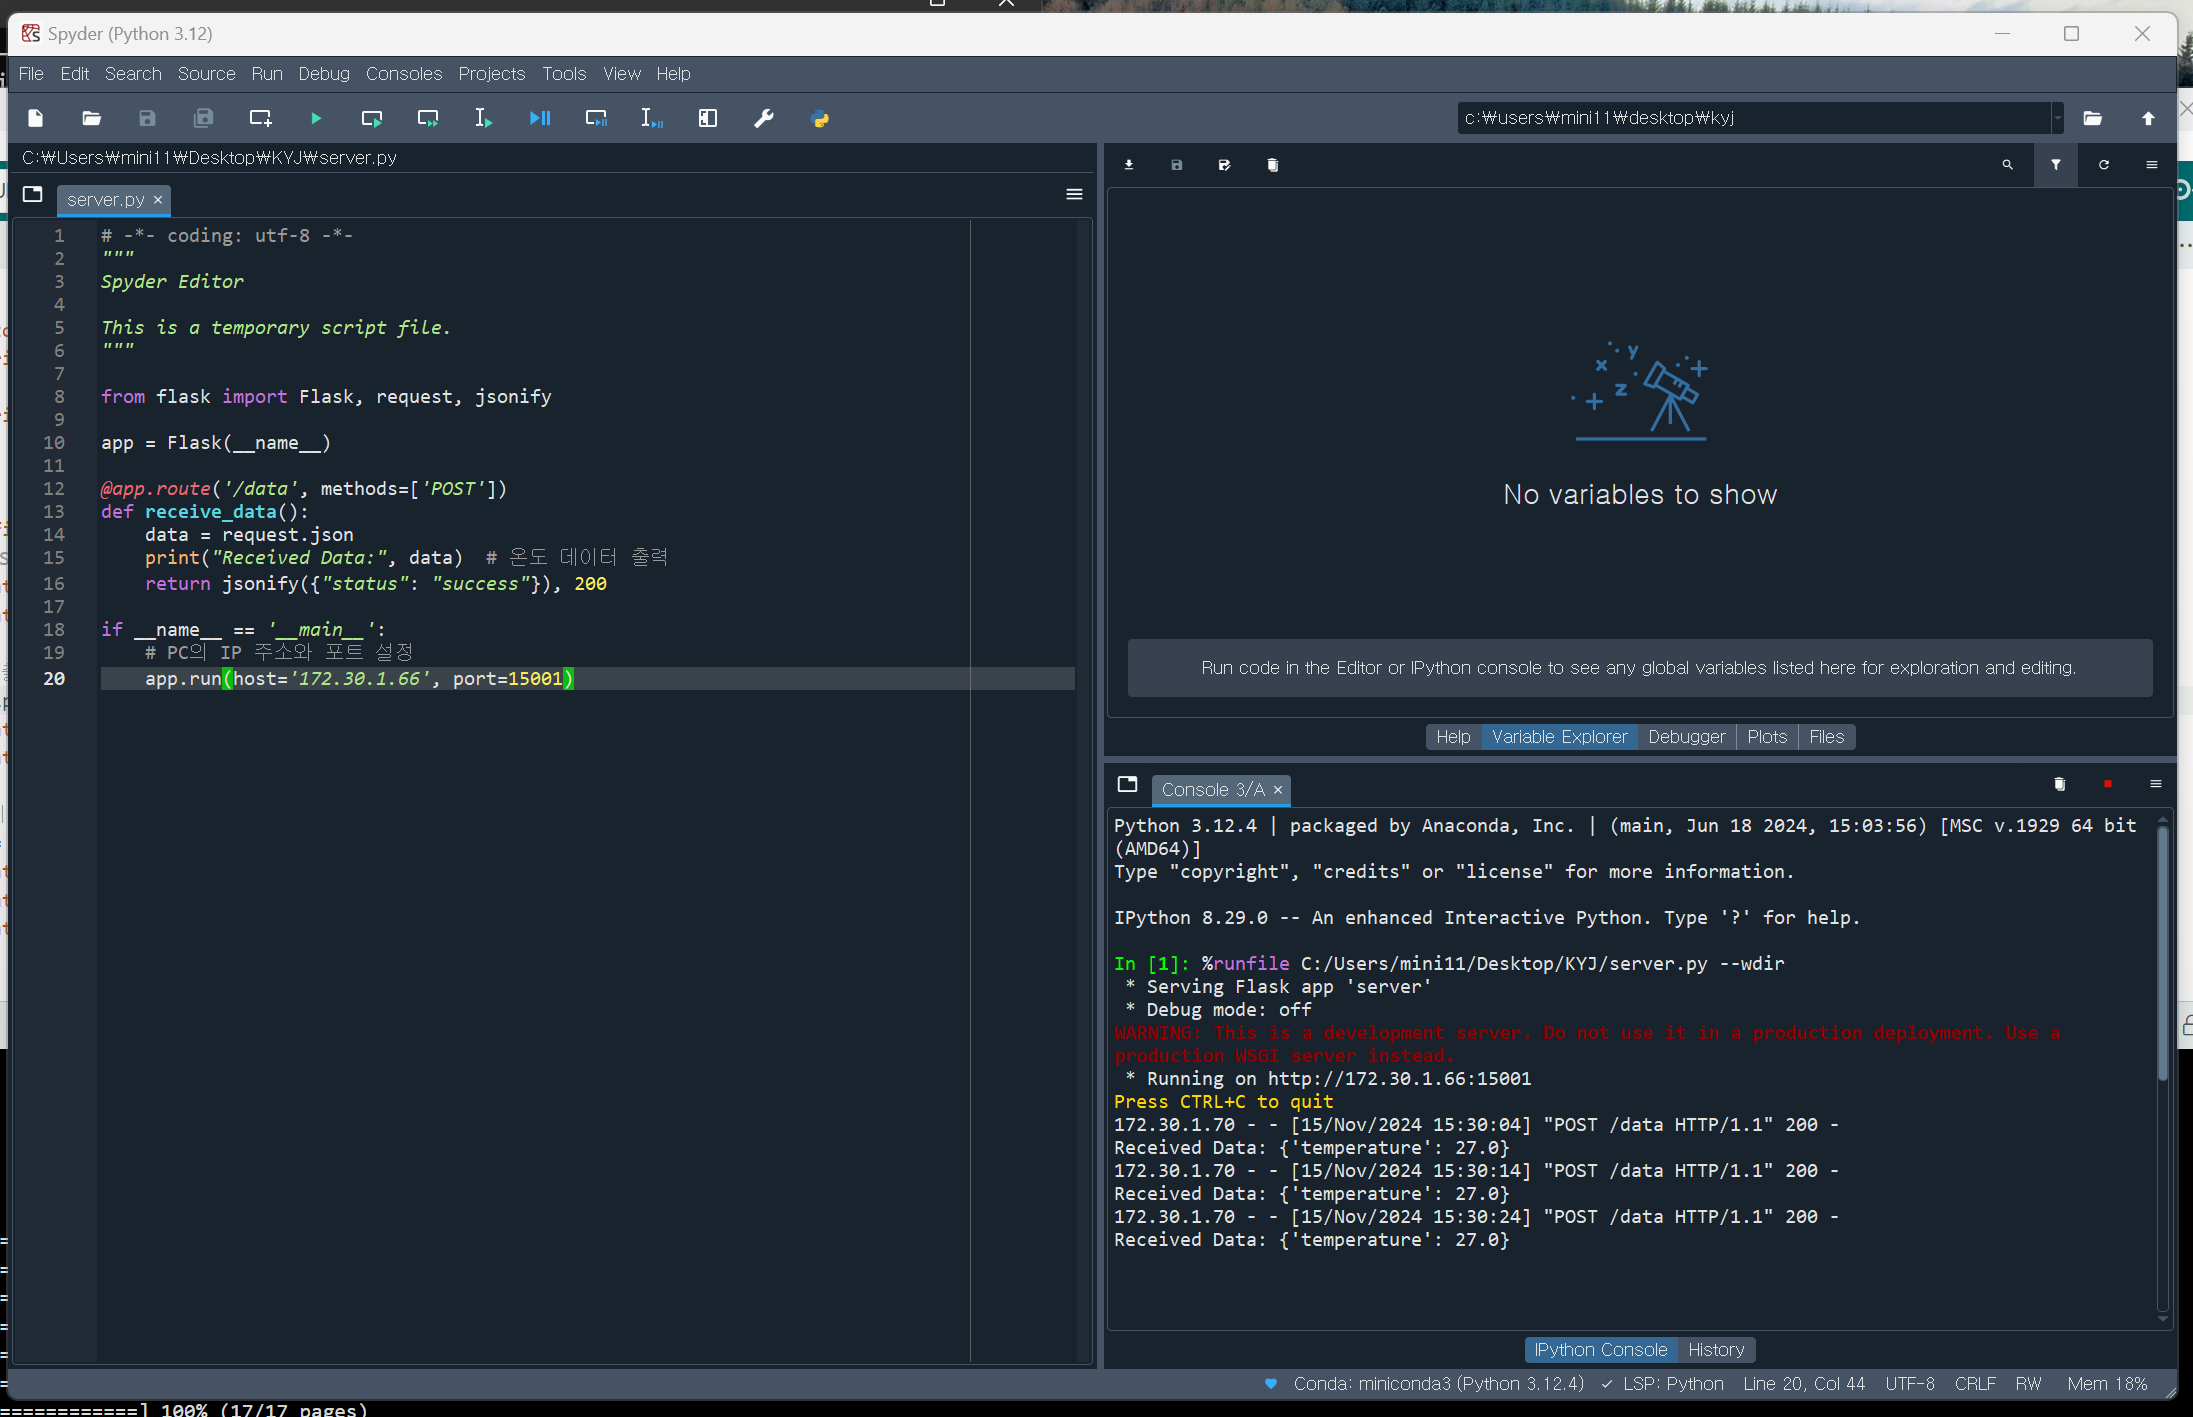 Spyder (Python 3.12)
File Edit Search Source Run Debug Consoles Projects Tools View Help
c:₩users₩mini11₩desktop₩kyj
C:₩Users₩mini11₩Desktop₩KYJ₩server.py
server.py
1 # -*- coding: utf-8 -*-
2 """
3 Spyder Editor
4
5 This is a temporary script file.
6 """
7
8 from flask import Flask, request, jsonify
9
10 app = Flask(__name__)
11
12 @app.route('/data', methods=['POST'])
13 def receive_data():
14     data = request.json
15     print("Received Data:", data)  # 온도 데이터 출력
16     return jsonify({"status": "success"}), 200
17
18 if __name__ == '__main__':
19     # PC의 IP 주소와 포트 설정
20     app.run(host='172.30.1.66', port=15001)
x y z
No variables to show
Run code in the Editor or IPython console to see any global variables listed here for exploration and editing.
Help Variable Explorer Debugger Plots Files
Console 3/A
Python 3.12.4 | packaged by Anaconda, Inc. | (main, Jun 18 2024, 15:03:56) [MSC v.1929 64 bit
(AMD64)]
Type "copyright", "credits" or "license" for more information.
IPython 8.29.0 -- An enhanced Interactive Python. Type '?' for help.
In [1]: %runfile C:/Users/mini11/Desktop/KYJ/server.py --wdir
 * Serving Flask app 'server'
 * Debug mode: off
WARNING: This is a development server. Do not use it in a production deployment. Use a
production WSGI server instead.
 * Running on http://172.30.1.66:15001
Press CTRL+C to quit
172.30.1.70 - - [15/Nov/2024 15:30:04] "POST /data HTTP/1.1" 200 -
Received Data: {'temperature': 27.0}
172.30.1.70 - - [15/Nov/2024 15:30:14] "POST /data HTTP/1.1" 200 -
Received Data: {'temperature': 27.0}
172.30.1.70 - - [15/Nov/2024 15:30:24] "POST /data HTTP/1.1" 200 -
Received Data: {'temperature': 27.0}
IPython Console History
Conda: miniconda3 (Python 3.12.4) LSP: Python Line 20, Col 44 UTF-8 CRLF RW Mem 18%
============] 100% (17/17 pages)